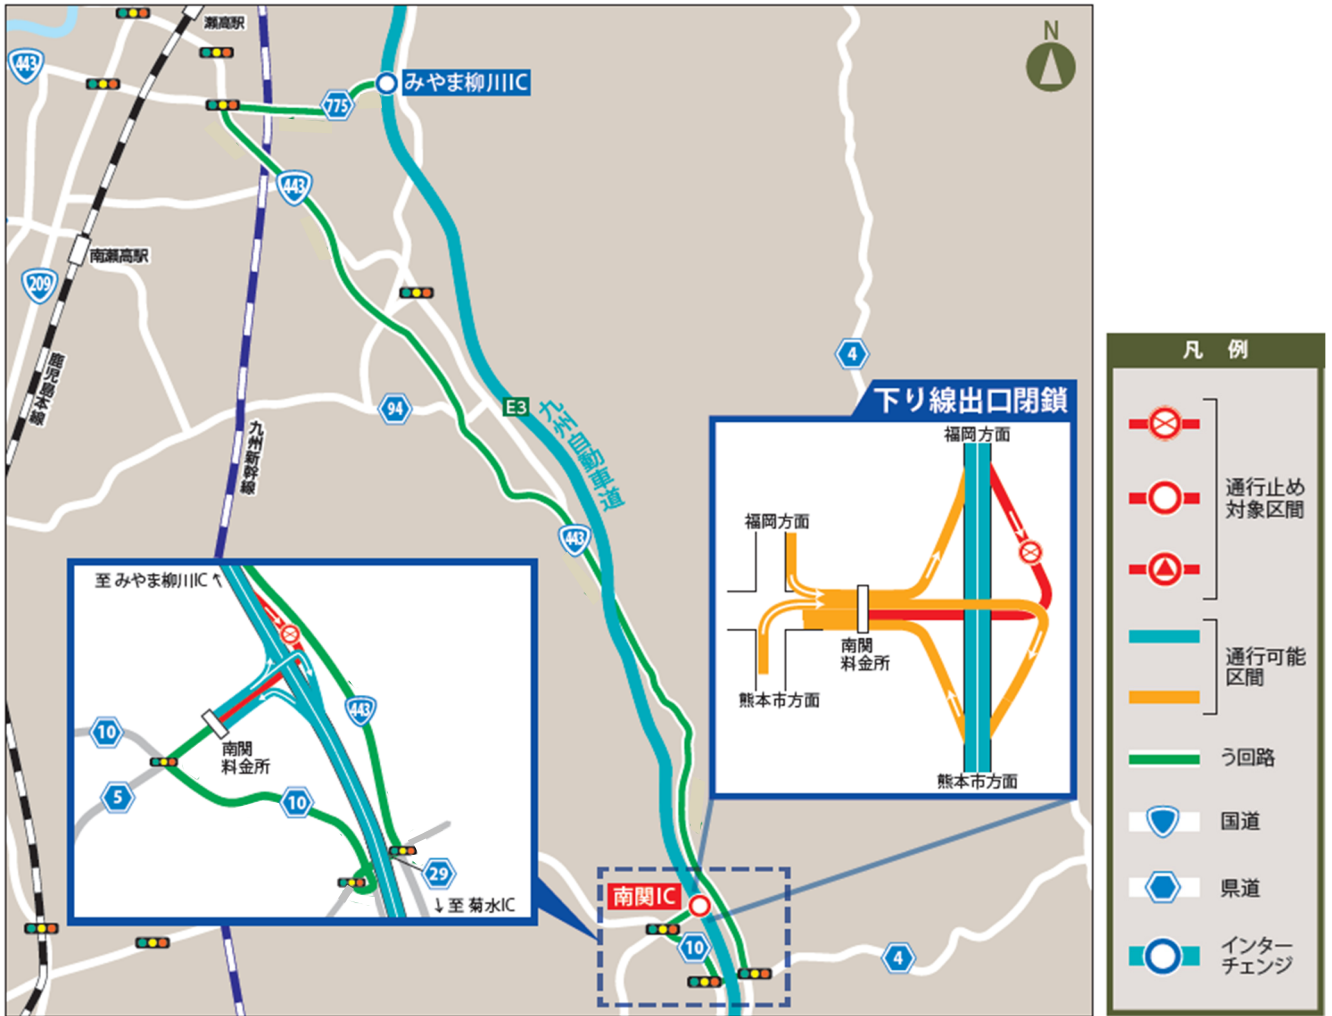 瀬高駅
N
443
みやま柳川IC
775
443
南瀬高駅
209
鹿児島本線
九州新幹線
94
E3
九州自動車道
4
443
下り線出口閉鎖
福岡方面
福岡方面
南関
料金所
熊本市方面
熊本市方面
至 みやま柳川IC
443
10
南関
料金所
5
10
29
至 菊水IC
南関IC
10
4
凡 例
通行止め
対象区間
通行可能
区間
う回路
国道
県道
インター
チェンジ